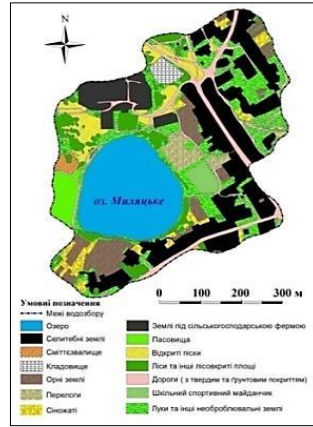 N
оз. Миляцьке
0 100 200 300 м
Умовні позначення
Межі водозбору
Озеро
Селитебні землі
Сміттєзвалище
Кладовище
Орні землі
Перелоги
Сіножаті
Землі під сільськогосподарською фермою
Пасовища
Відкриті піски
Ліси та інші лісовкриті площі
Дороги ( з твердим та ґрунтовим покриттям)
Шкільний спортивний майданчик
Луки та інші необроблювальні землі